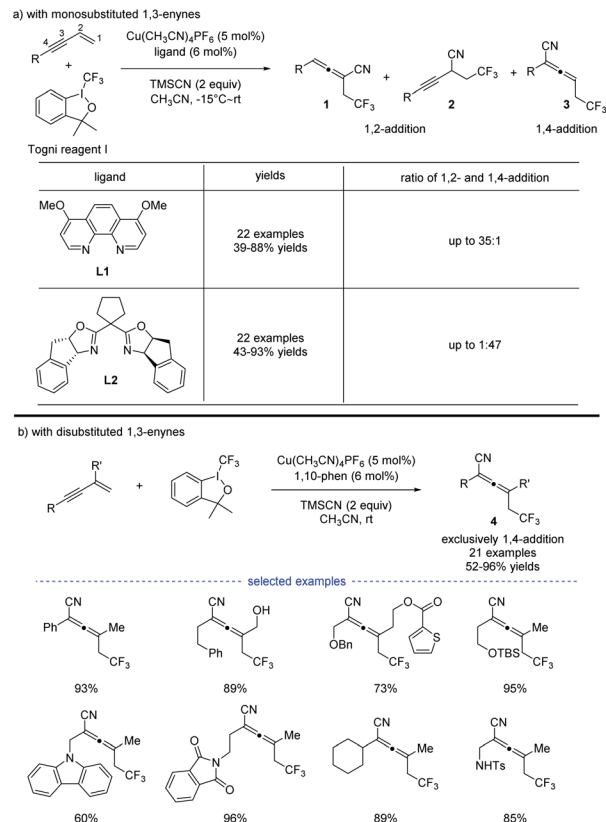 a) with monosubstituted 1,3-enynes
4 3 2 1
R
+
CF3
I
O
Togni reagent I
Cu(CH3CN)4PF6 (5 mol%)
ligand (6 mol%)
TMSCN (2 equiv)
CH3CN, -15°C~rt
R CN CF3
1
+
CN CF3 R
2
+
CN R CF3
3
1,2-addition
1,4-addition
ligand yields ratio of 1,2- and 1,4-addition
MeO OMe
N N
L1
22 examples
39-88% yields
up to 35:1
O O
N N
L2
22 examples
43-93% yields
up to 1:47
b) with disubstituted 1,3-enynes
R'
R
+
CF3
I
O
Cu(CH3CN)4PF6 (5 mol%)
1,10-phen (6 mol%)
TMSCN (2 equiv)
CH3CN, rt
CN
R R'
CF3
4
exclusively 1,4-addition
21 examples
52-96% yields
selected examples
CN
Ph Me
CF3
93%
CN OH
Ph CF3
89%
CN O O
S
OBn CF3
73%
CN
Me
OTBS CF3
95%
CN
N Me
CF3
60%
CN
O Me
N
O CF3
96%
CN
Me
CF3
89%
CN
Me
NHTs CF3
85%